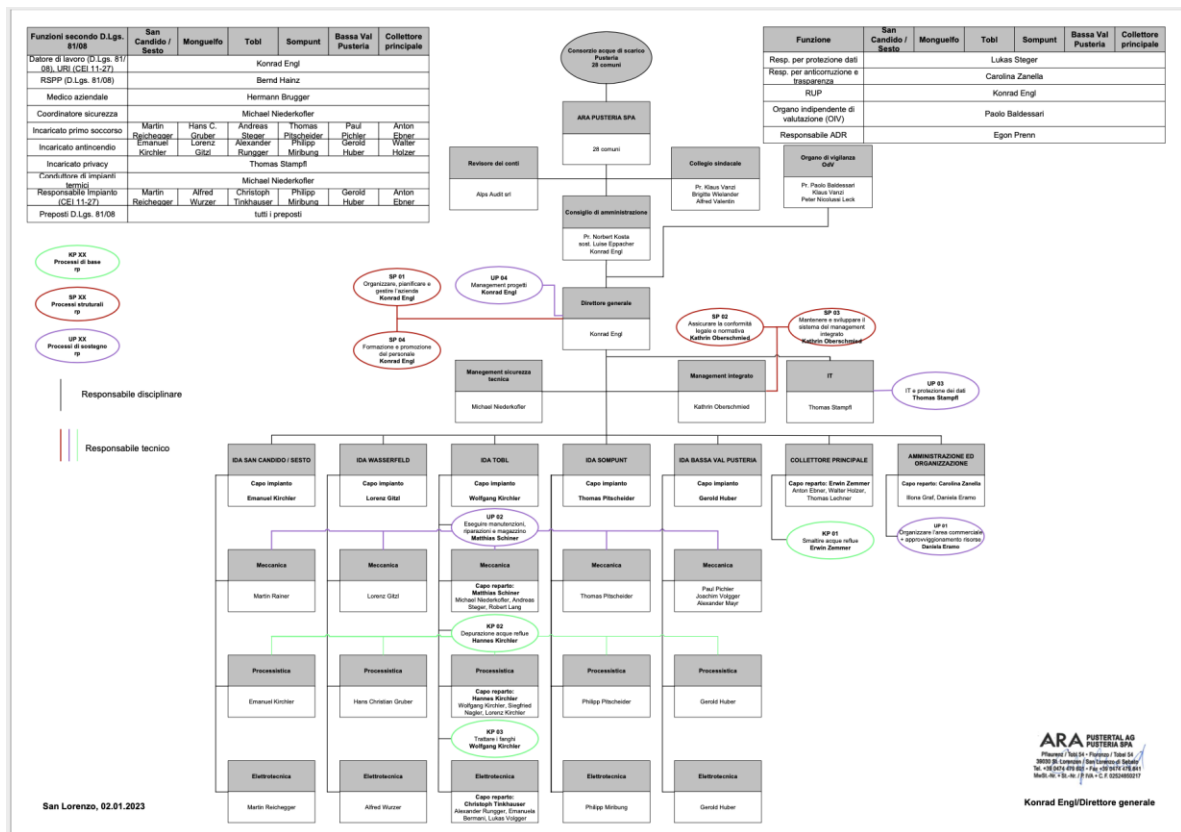 Funzioni secondo D.Lgs. 81/08 | San Candido / Sesto | Monguelfo | Tobl | Sompunt | Bassa Val Pusteria | Collettore principale
Datore di lavoro (D.Lgs. 81/08), URI (CEI 11-27) | Konrad Engl
RSPP (D.Lgs. 81/08) | Bernd Hainz
Medico aziendale | Hermann Brugger
Coordinatore sicurezza | Michael Niederkofler
Incaricato primo soccorso | Martin Reichegger | Hans C. Gruber | Andreas Steger | Thomas Pitscheider | Paul Pichler | Anton Ebner
Incaricato antincendio | Emanuel Kirchler | Lorenz Gitzl | Alexander Rungger | Philipp Miribung | Gerold Huber | Walter Holzer
Incaricato privacy | Thomas Stampfl
Conduttore di impianti termici | Michael Niederkofler
Responsabile Impianto (CEI 11-27) | Martin Reichegger | Alfred Wurzer | Christoph Tinkhauser | Philipp Miribung | Gerold Huber | Anton Ebner
Preposti D.Lgs. 81/08 | tutti i preposti
Funzione | San Candido / Sesto | Monguelfo | Tobl | Sompunt | Bassa Val Pusteria | Collettore principale
Resp. per protezione dati | Lukas Steger
Resp. per anticorruzione e trasparenza | Carolina Zanella
RUP | Konrad Engl
Organo indipendente di valutazione (OIV) | Paolo Baldessari
Responsabile ADR | Egon Prenn
Consorzio acque di scarico
Pusteria
28 comuni
ARA PUSTERIA SPA
28 comuni
Revisore dei conti
Alps Audit srl
Collegio sindacale
Pr. Klaus Vanzi
Brigitte Wielander
Alfred Valentin
Organo di vigilanza
OdV
Pr. Paolo Baldessari
Klaus Vanzi
Peter Nicolussi Leck
Consiglio di amministrazione
Pr. Norbert Kosta
sost. Luise Eppacher
Konrad Engl
KP XX
Processi di base
rp
SP XX
Processi struturali
rp
UP XX
Processi di sostegno
rp
Responsabile disciplinare
Responsabile tecnico
SP 01
Organizzare, pianificare e
gestire l'azienda
Konrad Engl
UP 04
Management progetti
Konrad Engl
Direttore generale
Konrad Engl
SP 04
Formazione e promozione
del personale
Konrad Engl
SP 02
Assicurare la conformità
legale e normativa
Kathrin Oberschmied
SP 03
Mantenere e sviluppare il
sistema del management
integrato
Kathrin Oberschmied
Management sicurezza
tecnica
Michael Niederkofler
Management integrato
Kathrin Oberschmied
IT
Thomas Stampfl
UP 03
IT e protezione dei dati
Thomas Stampfl
IDA SAN CANDIDO / SESTO
Capo impianto
Emanuel Kirchler
IDA WASSERFELD
Capo impianto
Lorenz Gitzl
IDA TOBL
Capo impianto
Wolfgang Kirchler
IDA SOMPUNT
Capo impianto
Thomas Pitscheider
IDA BASSA VAL PUSTERIA
Capo impianto
Gerold Huber
COLLETTORE PRINCIPALE
Capo reparto: Erwin Zemmer
Anton Ebner, Walter Holzer,
Thomas Lechner
AMMINISTRAZIONE ED
ORGANIZZAZIONE
Capo reparto: Carolina Zanella
Ilona Graf, Daniela Eramo
UP 02
Eseguire manutenzioni,
riparazioni e magazzino
Matthias Schiner
KP 01
Smaltire acque reflue
Erwin Zemmer
UP 01
Organizzare l'area commerciale
+ approvvigionamento risorse
Daniela Eramo
Meccanica
Martin Rainer
Meccanica
Lorenz Gitzl
Meccanica
Capo reparto:
Matthias Schiner
Michael Niederkofler, Andreas
Steger, Robert Lang
Meccanica
Thomas Pitscheider
Meccanica
Paul Pichler
Joachim Volgger
Alexander Mayr
KP 02
Depurazione acque reflue
Hannes Kirchler
Processistica
Emanuel Kirchler
Processistica
Hans Christian Gruber
Processistica
Capo reparto:
Hannes Kirchler
Wolfgang Kirchler, Siegfried
Nagler, Lorenz Kirchler
Processistica
Philipp Pitscheider
Processistica
Gerold Huber
KP 03
Trattare i fanghi
Wolfgang Kirchler
Elettrotecnica
Martin Reichegger
Elettrotecnica
Alfred Wurzer
Elettrotecnica
Capo reparto:
Christoph Tinkhauser
Alexander Rungger, Emanuela
Bermani, Lukas Volgger
Elettrotecnica
Philipp Miribung
Elettrotecnica
Gerold Huber
San Lorenzo, 02.01.2023
ARA PUSTERTAL AG
PUSTERIA SPA
Konrad Engl/Direttore generale